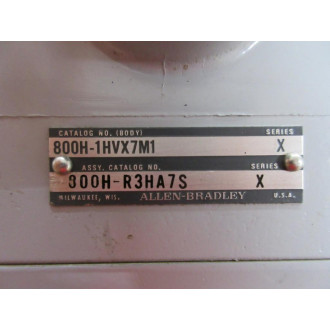 CATALOG NO. (BODY) SERIES
800H-1HVX7M1 X
ASSY. CATALOG NO. SERIES
800H-R3HA7S X
MILWAUKEE, WIS. ALLEN-BRADLEY U.S.A.